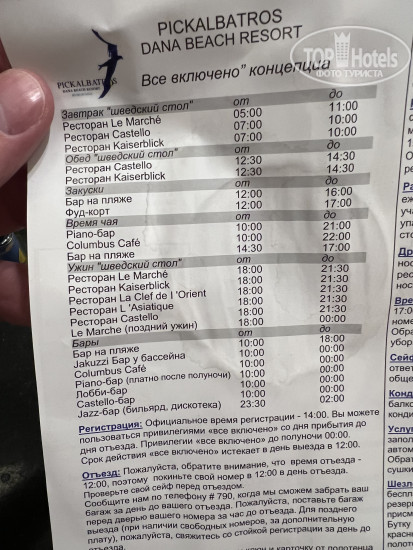 PICKALBATROS
DANA BEACH RESORT
PICKALBATROS
DANA BEACH RESORT
Все включено" концепция
TOPHotels
ФОТО ТУРИСТА
Завтрак "шведский стол" от до
Ресторан Le Marché 05:00 11:00
Ресторан Castello 07:00 10:00
Ресторан Kaiserblick 07:00 10:00
Обед "шведский стол" от до
Ресторан Castello 12:30 14:30
Ресторан Kaiserblick 12:30 14:30
Закуски от до
Бар на пляже 12:00 16:00
Фуд-корт 12:00 17:00
Время чая от до
Piano-бар 10:00 21:00
Columbus Café 10:00 22:00
Бар на пляже 14:30 17:00
Ужин "шведский стол" от до
Ресторан Le Marché 18:00 21:30
Ресторан Kaiserblick 18:00 21:30
Ресторан La Clef de l 'Orient 18:00 21:30
Ресторан L 'Asiatique 18:00 21:30
Ресторан Castello 18:00 21:30
Le Marche (поздний ужин) 18:00 00:00
Бары от до
Бар на пляже 10:00 18:00
Jakuzzi Бар у бассейна 10:00 00:00
Columbus Café 10:00 00:00
Piano-бар (платно после полуночи) 10:00 00:00
Лобби-бар 10:00 00:00
Castello-бар 10:00 00:00
Jazz-бар (бильярд, дискотека) 23:30 02:00
Регистрация: Официальное время регистрации - 14:00. Вы можете
пользоваться привилегиями «все включено» со дня прибытия до
дня отъезда. Привилегии «все включено» до полуночи 00:00.
Срок действия «все включено» истекает в день выезда в 12:00.
Отъезд: Пожалуйста, обратите внимание, что время отъезда -
12:00, поэтому покиньте свой номер в 12:00 в день отъезда.
Проверьте свой сейф перед отъездом.
Сообщите нам по телефону # 790, когда мы сможем забрать ваш
багаж до вашего отъезда. Пожалуйста, поставьте багаж
перед дверью вашего номера за час до отъезда. Для позднего
выезда (при наличии свободных номеров, за дополнительную
плату), пожалуйста, свяжитесь со стойкой регистрации за день до
отъезда.